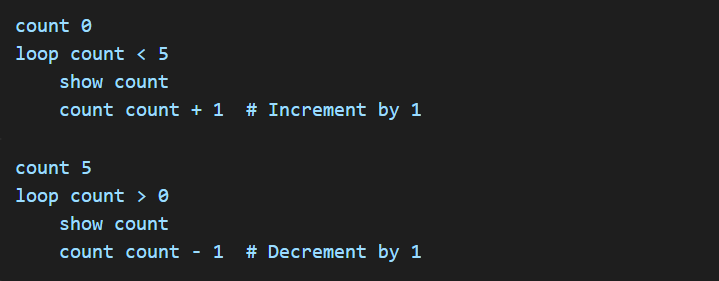 count 0
loop count < 5
    show count
    count count + 1  # Increment by 1

count 5
loop count > 0
    show count
    count count - 1  # Decrement by 1